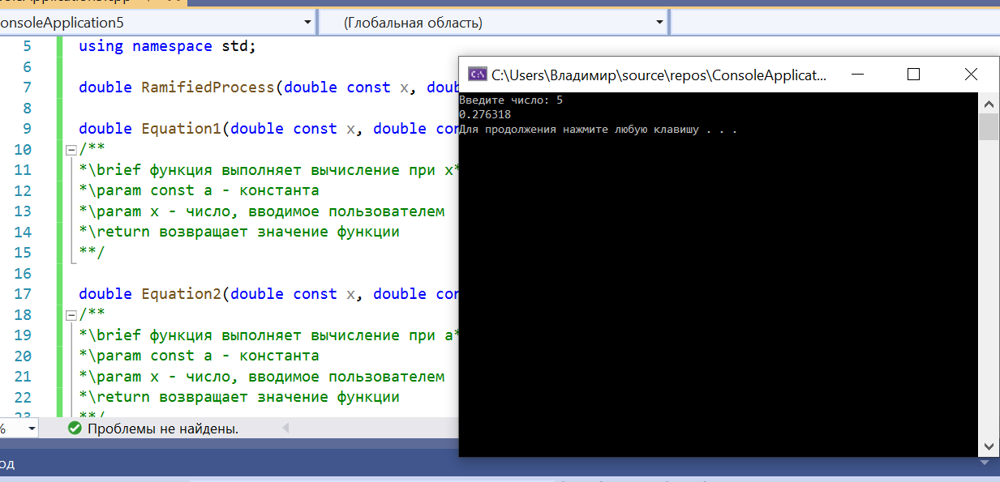 onsoleApplication5
(Глобальная область)
5 using namespace std;
6
7 double RamifiedProcess(double const x, doub
8
9 double Equation1(double const x, double con
10 /**
11 *\brief функция выполняет вычисление при x*
12 *\param const a - константа
13 *\param x - число, вводимое пользователем
14 *\return возвращает значение функции
15 **/
16
17 double Equation2(double const x, double con
18 /**
19 *\brief функция выполняет вычисление при a*
20 *\param const a - константа
21 *\param x - число, вводимое пользователем
22 *\return возвращает значение функции
23 **/
% Проблемы не найдены.
од
C:\Users\Владимир\source\repos\ConsoleApplicat...
Введите число: 5
0.276318
Для продолжения нажмите любую клавишу . . .